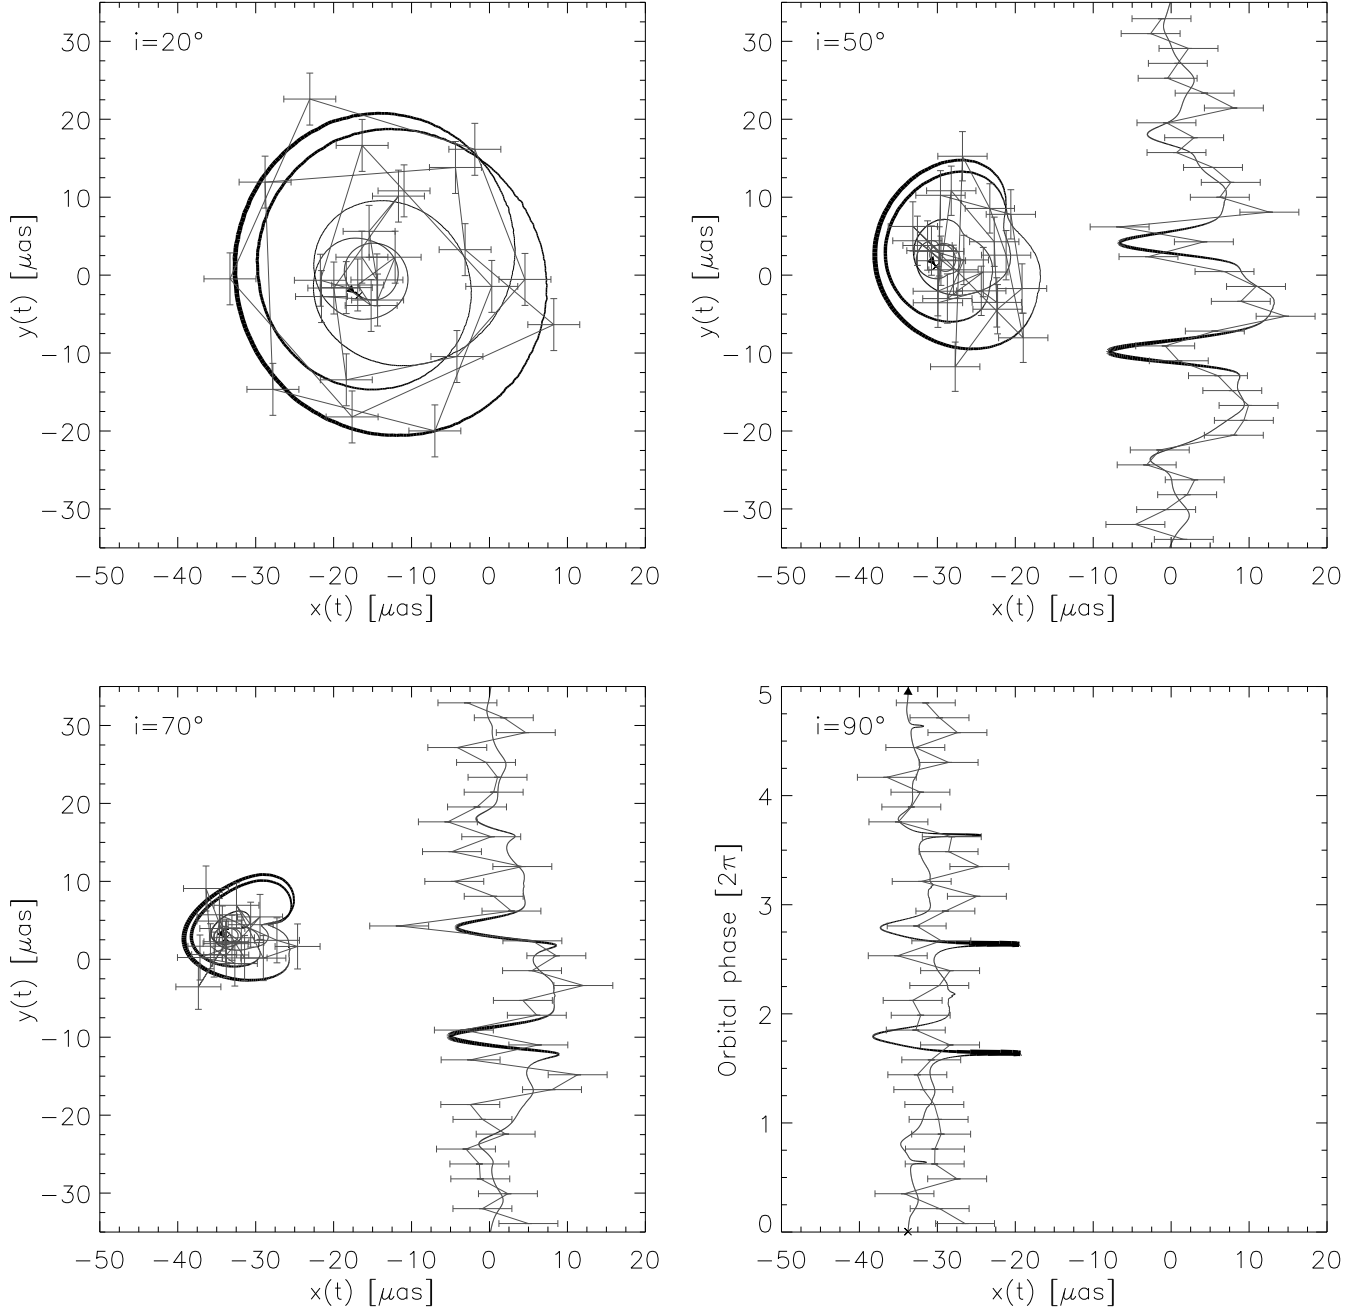 i=20°
30
20
10
0
−10
−20
−30
y(t) [μas]
−50 −40 −30 −20 −10 0 10
x(t) [μas]
i=50°
30
20
10
0
−10
−20
−30
y(t) [μas]
−50 −40 −30 −20 −10 0 10 20
x(t) [μas]
i=70°
30
20
10
0
−10
−20
−30
y(t) [μas]
−50 −40 −30 −20 −10 0 10 20
x(t) [μas]
i=90°
5
4
3
2
1
0
Orbital phase [2π]
−50 −40 −30 −20 −10 0 10 20
x(t) [μas]